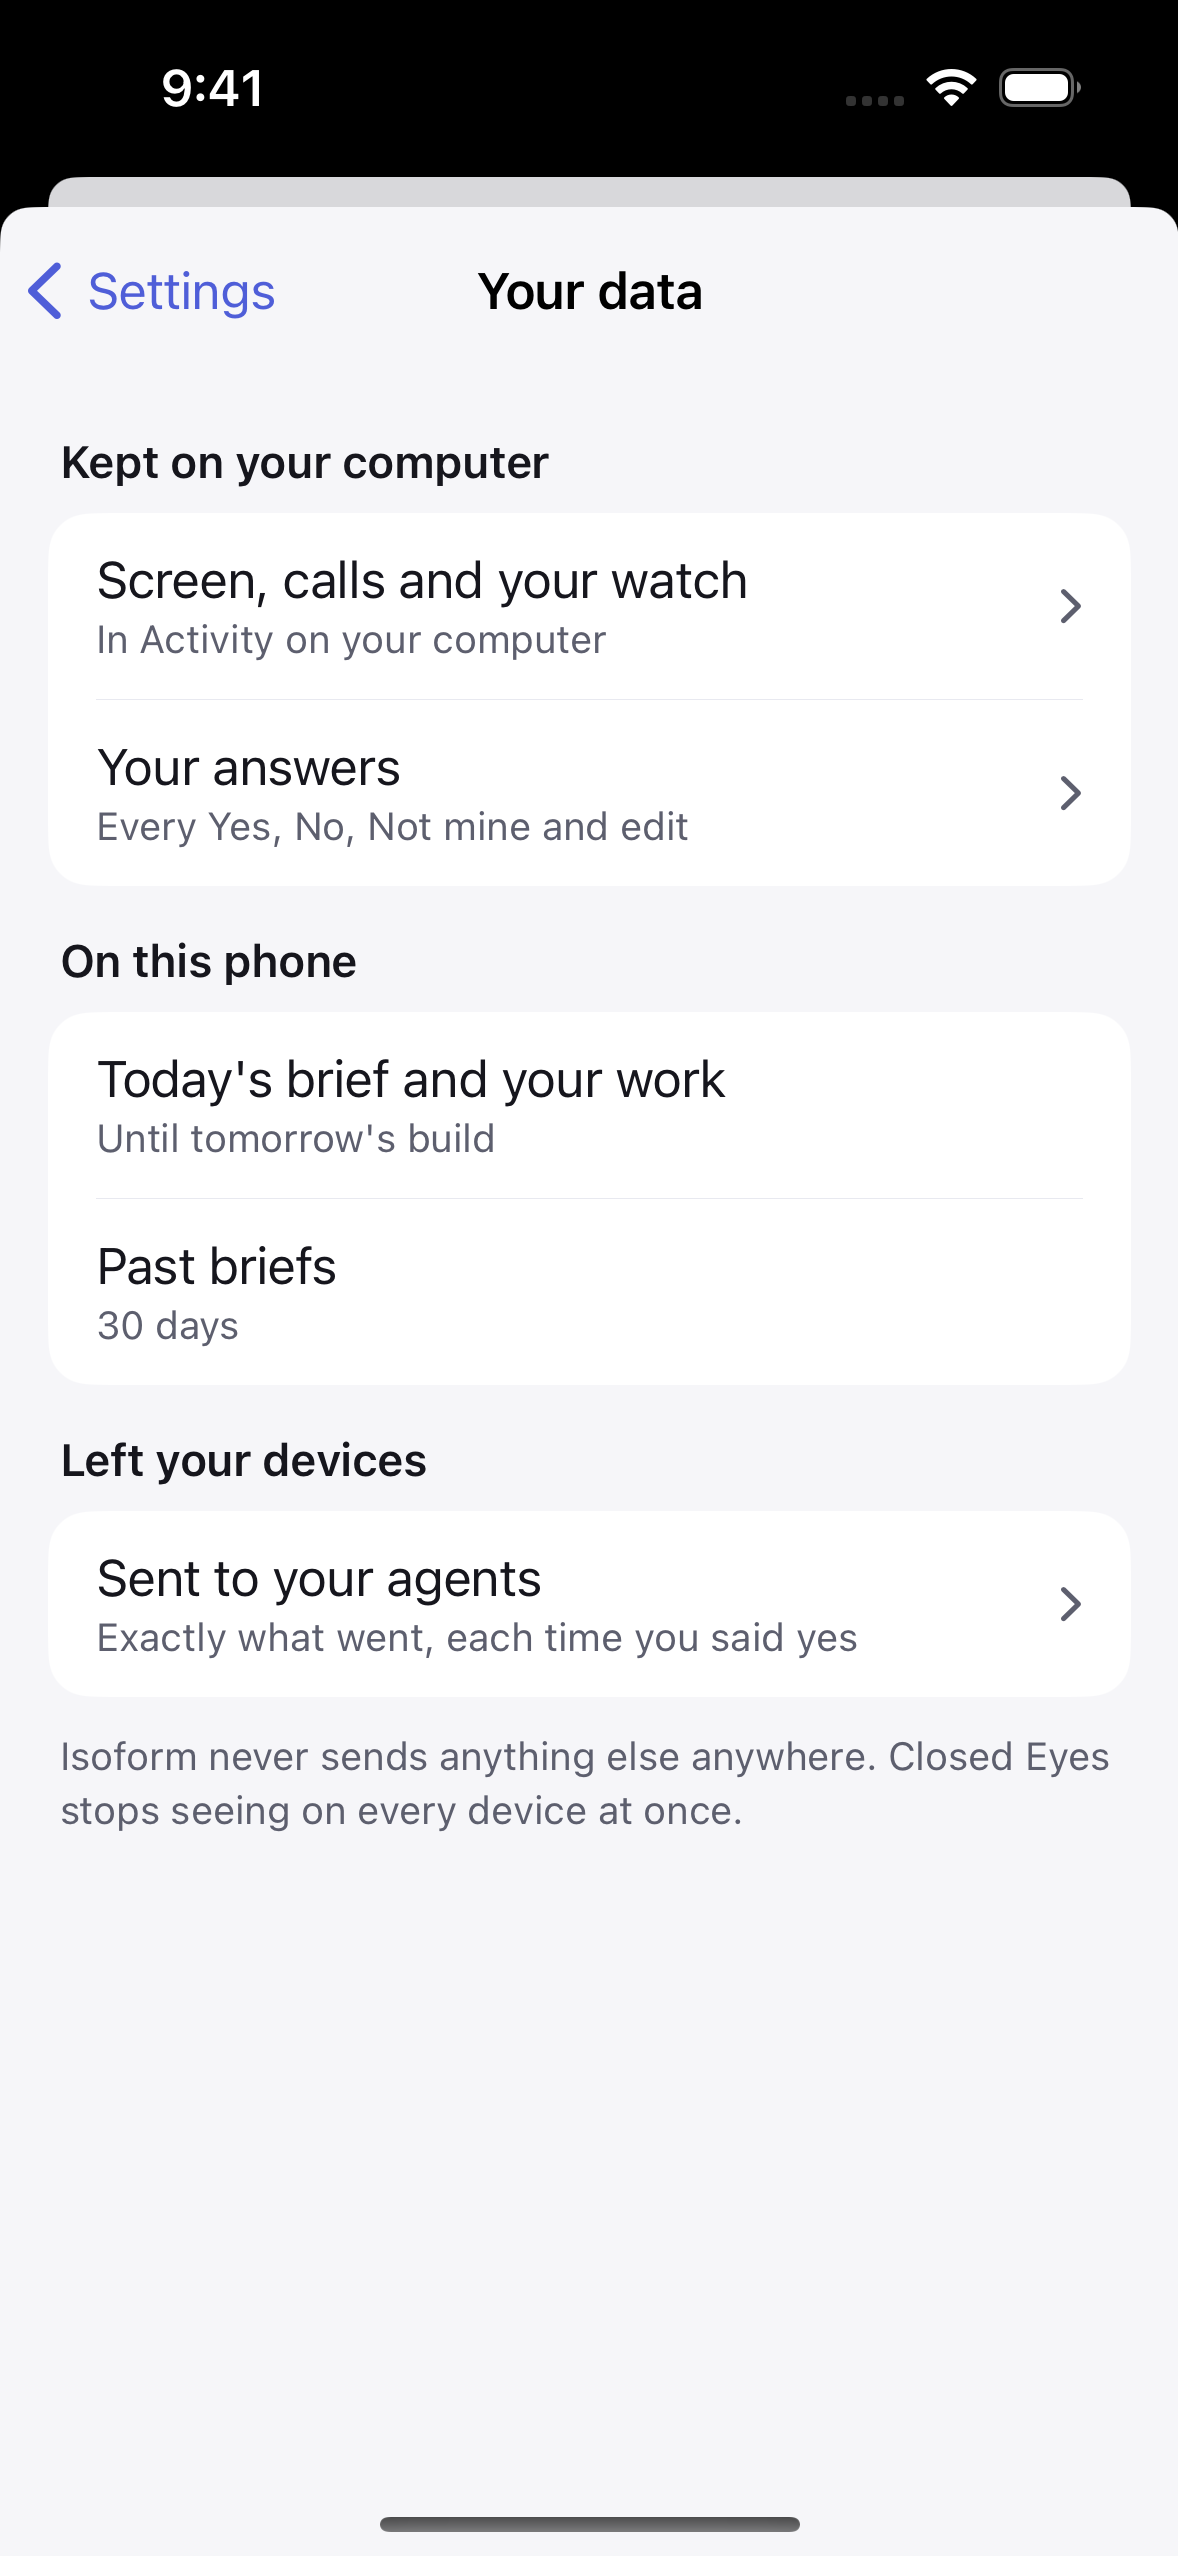 9:41
Settings
Your data
Kept on your computer
Screen, calls and your watch
In Activity on your computer
Your answers
Every Yes, No, Not mine and edit
On this phone
Today's brief and your work
Until tomorrow's build
Past briefs
30 days
Left your devices
Sent to your agents
Exactly what went, each time you said yes
Isoform never sends anything else anywhere. Closed Eyes
stops seeing on every device at once.